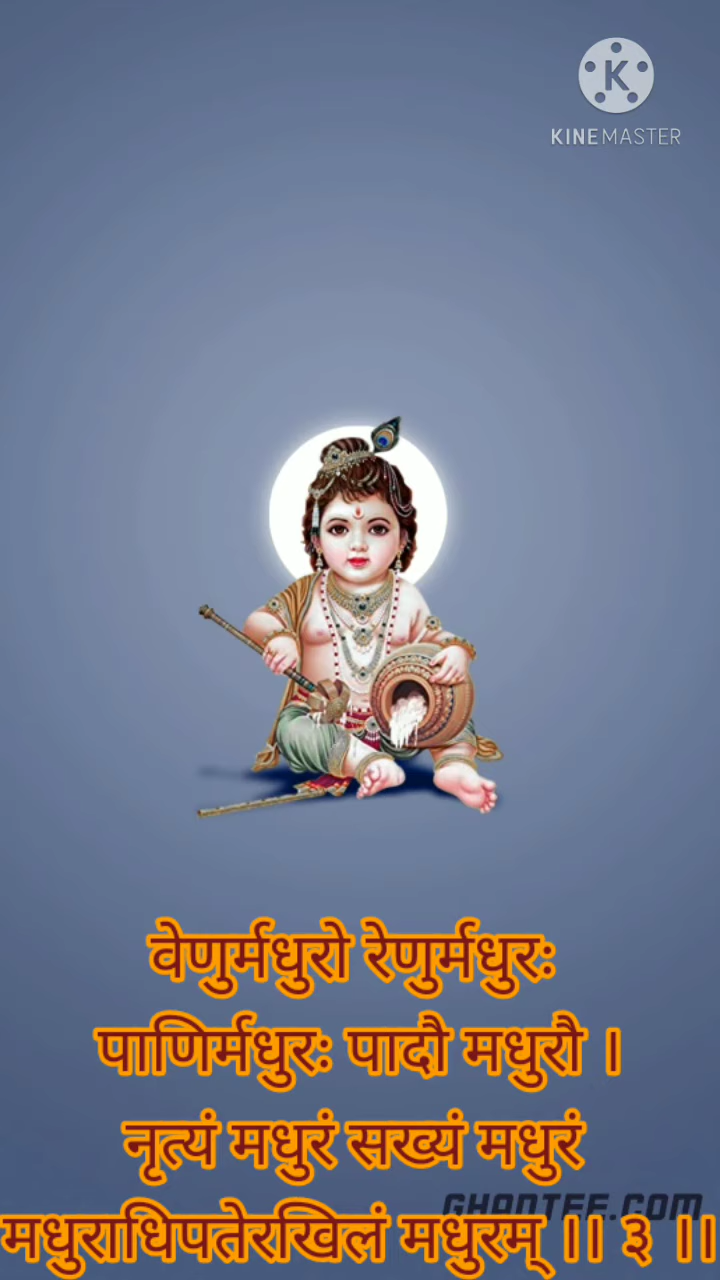 K
KINEMASTER
वेणुर्मधुरो रेणुर्मधुरः
पाणिर्मधुरः पादौ मधुरौ ।
नृत्यं मधुरं सख्यं मधुरं
GHANTEE.COM
मधुराधिपतेरखिलं मधुरम् ।। ३ ।।